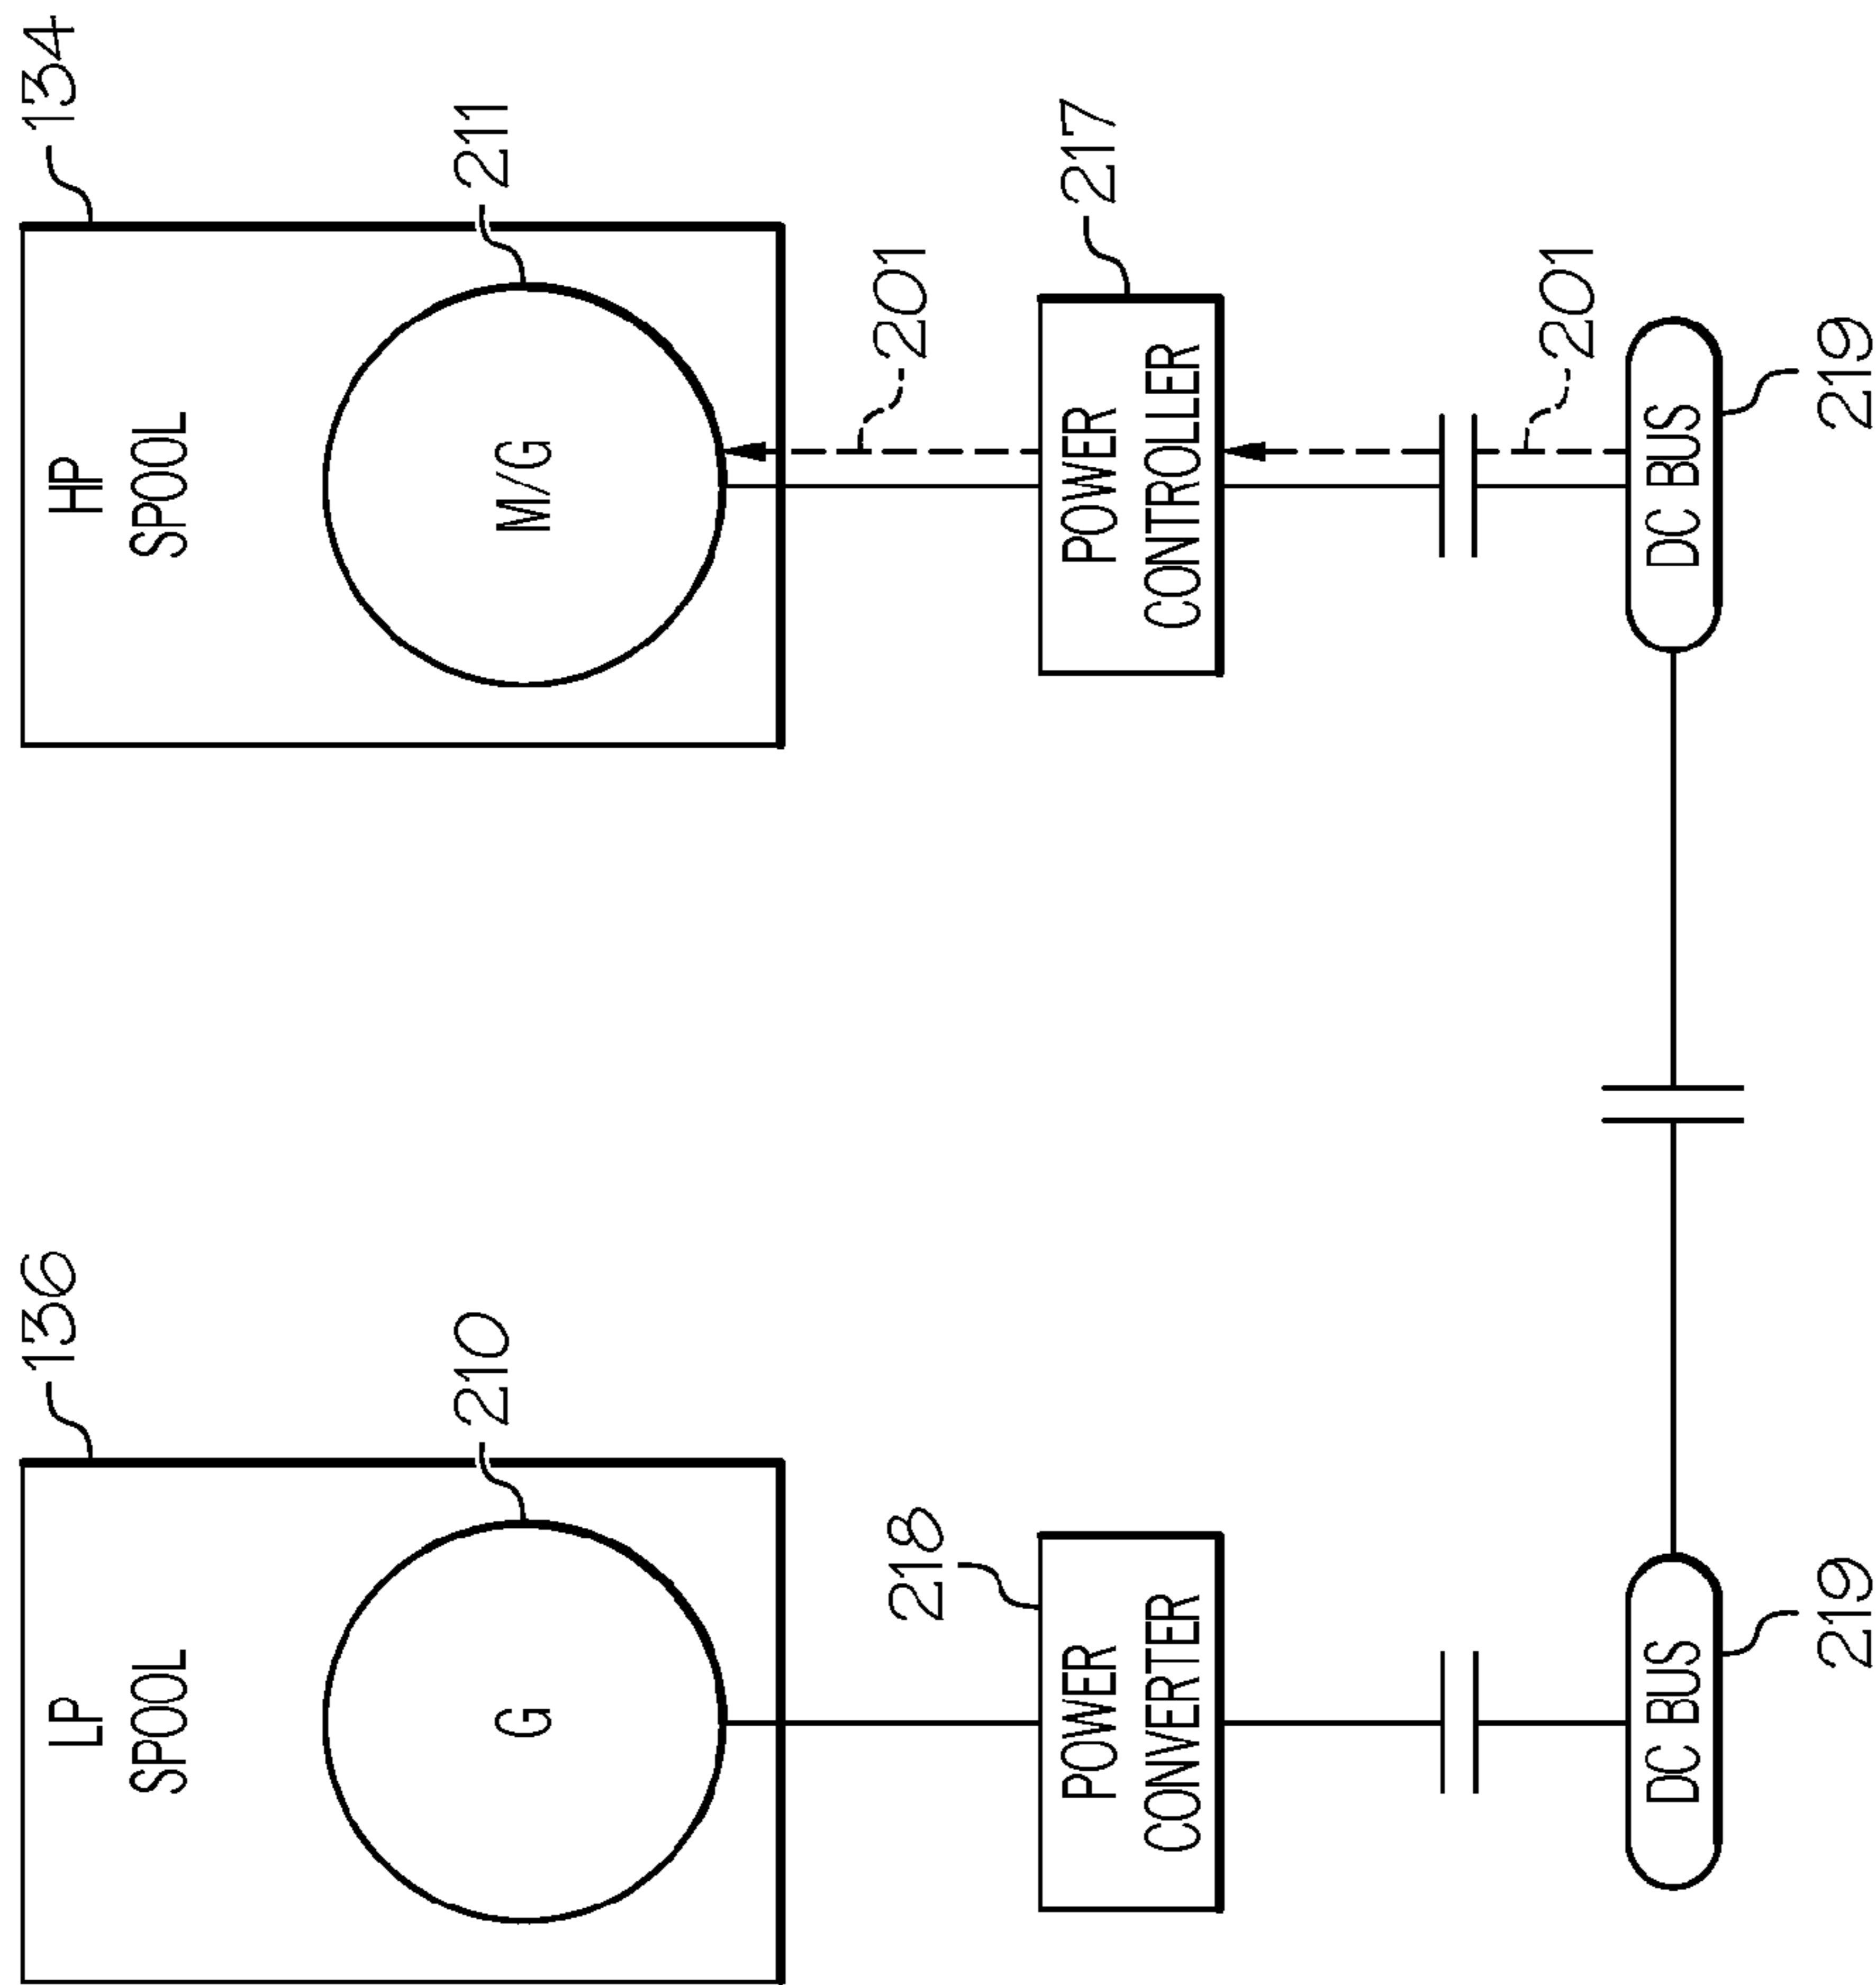 136
LP
SPOOL
210
G
218
POWER
CONVERTER
DC BUS
219
134
HP
SPOOL
211
M/G
201
217
POWER
CONTROLLER
201
DC BUS
219